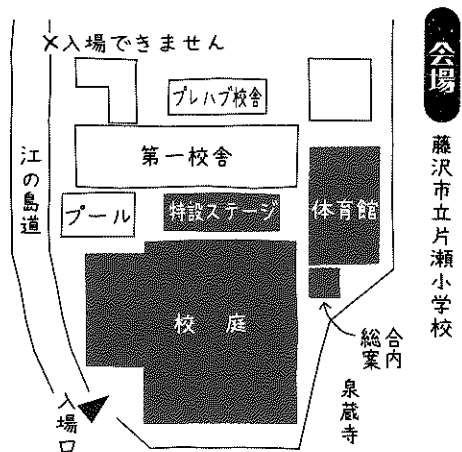 会場
藤沢市立片瀬小学校
×入場できません
プレハブ校舎
第一校舎
江の島道
プール
特設ステージ
体育館
校庭
総合案内
泉蔵寺
入場口